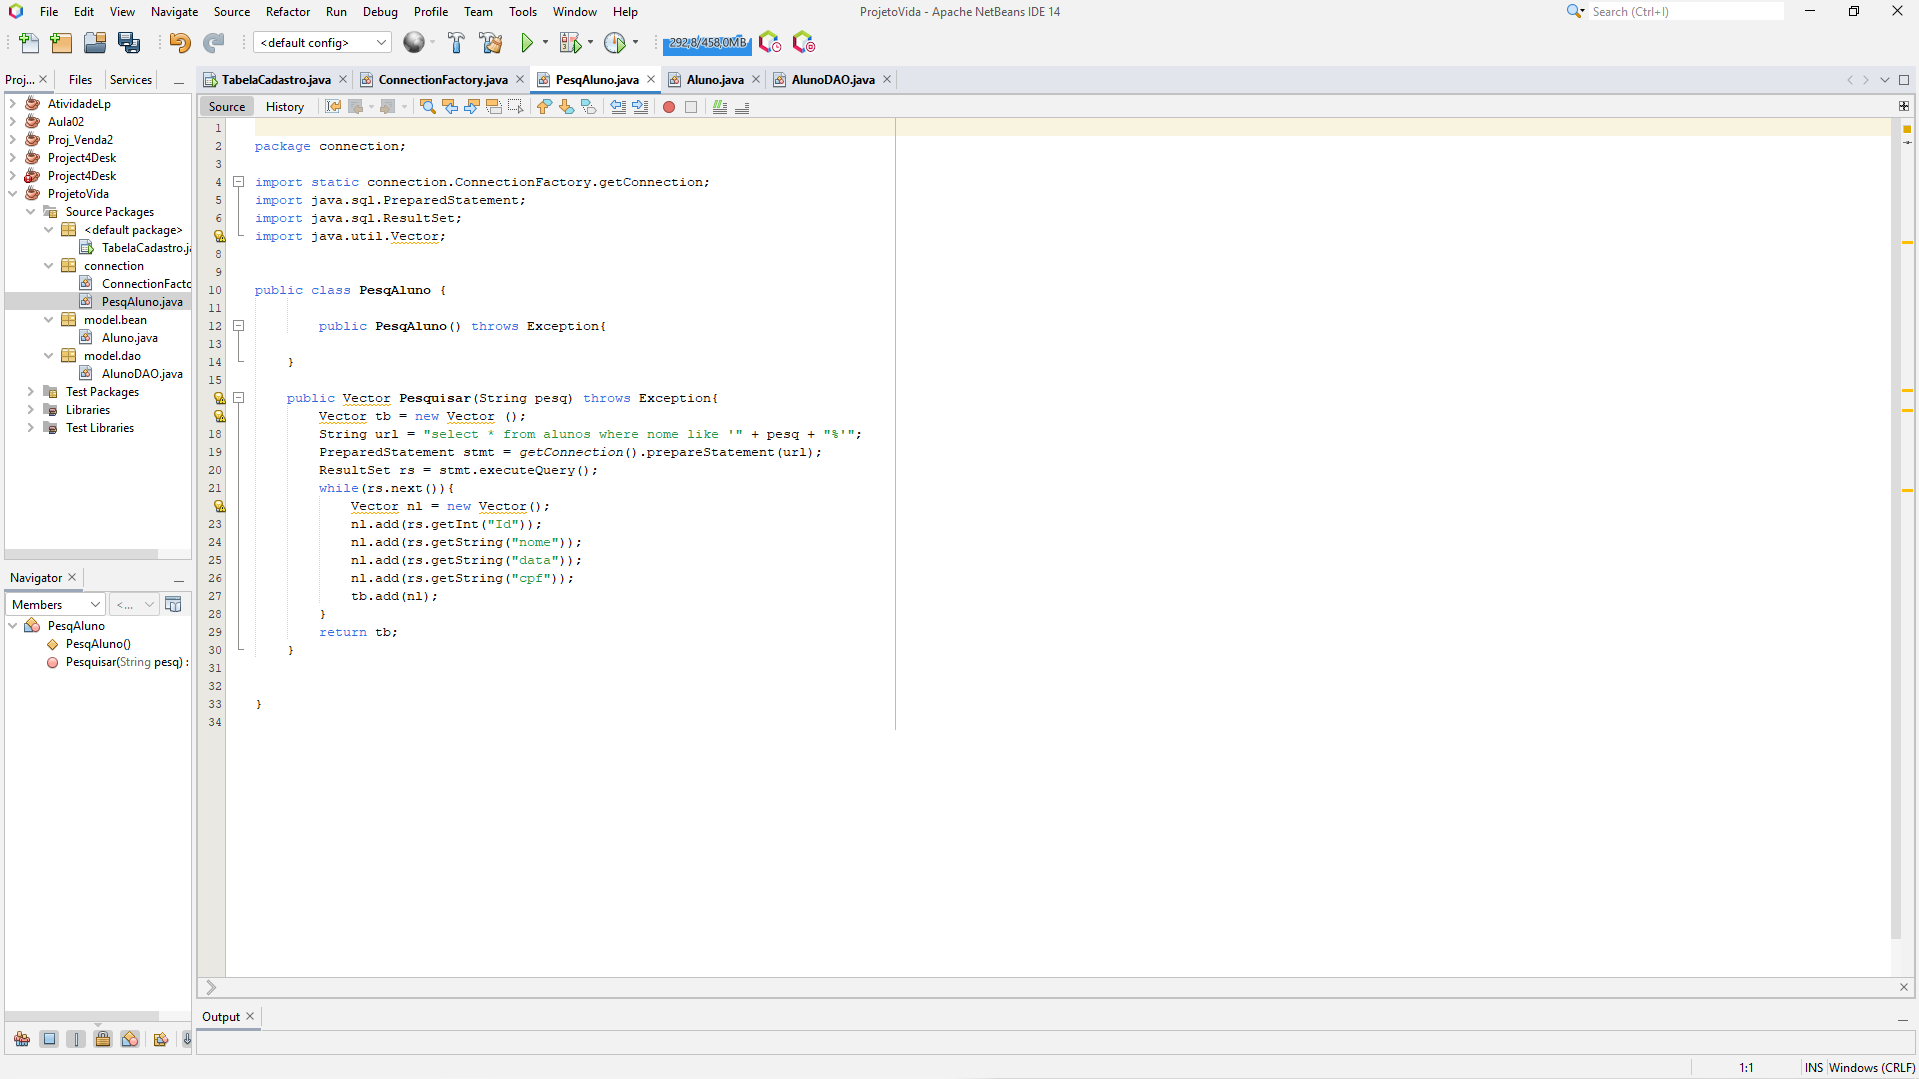 File Edit View Navigate Source Refactor Run Debug Profile Team Tools Window Help
ProjetoVida - Apache NetBeans IDE 14
Search (Ctrl+I)
<default config>
292,8/458,0MB
Proj... Files Services
TabelaCadastro.java ConnectionFactory.java PesqAluno.java Aluno.java AlunoDAO.java
Source History
AtividadeLp
Aula02
Proj_Venda2
Project4Desk
Project4Desk
ProjetoVida
Source Packages
<default package>
TabelaCadastro.ja
connection
ConnectionFacto
PesqAluno.java
model.bean
Aluno.java
model.dao
AlunoDAO.java
Test Packages
Libraries
Test Libraries
Navigator
Members <...
PesqAluno
PesqAluno()
Pesquisar(String pesq) :
1
2 package connection;
3
4 import static connection.ConnectionFactory.getConnection;
5 import java.sql.PreparedStatement;
6 import java.sql.ResultSet;
import java.util.Vector;
8
9
10 public class PesqAluno {
11
12 public PesqAluno() throws Exception{
13
14 }
15
public Vector Pesquisar(String pesq) throws Exception{
Vector tb = new Vector ();
18 String url = "select * from alunos where nome like '" + pesq + "%'";
19 PreparedStatement stmt = getConnection().prepareStatement(url);
20 ResultSet rs = stmt.executeQuery();
21 while(rs.next()){
Vector nl = new Vector();
23 nl.add(rs.getInt("Id"));
24 nl.add(rs.getString("nome"));
25 nl.add(rs.getString("data"));
26 nl.add(rs.getString("cpf"));
27 tb.add(nl);
28 }
29 return tb;
30 }
31
32
33 }
34
Output
1:1 INS Windows (CRLF)